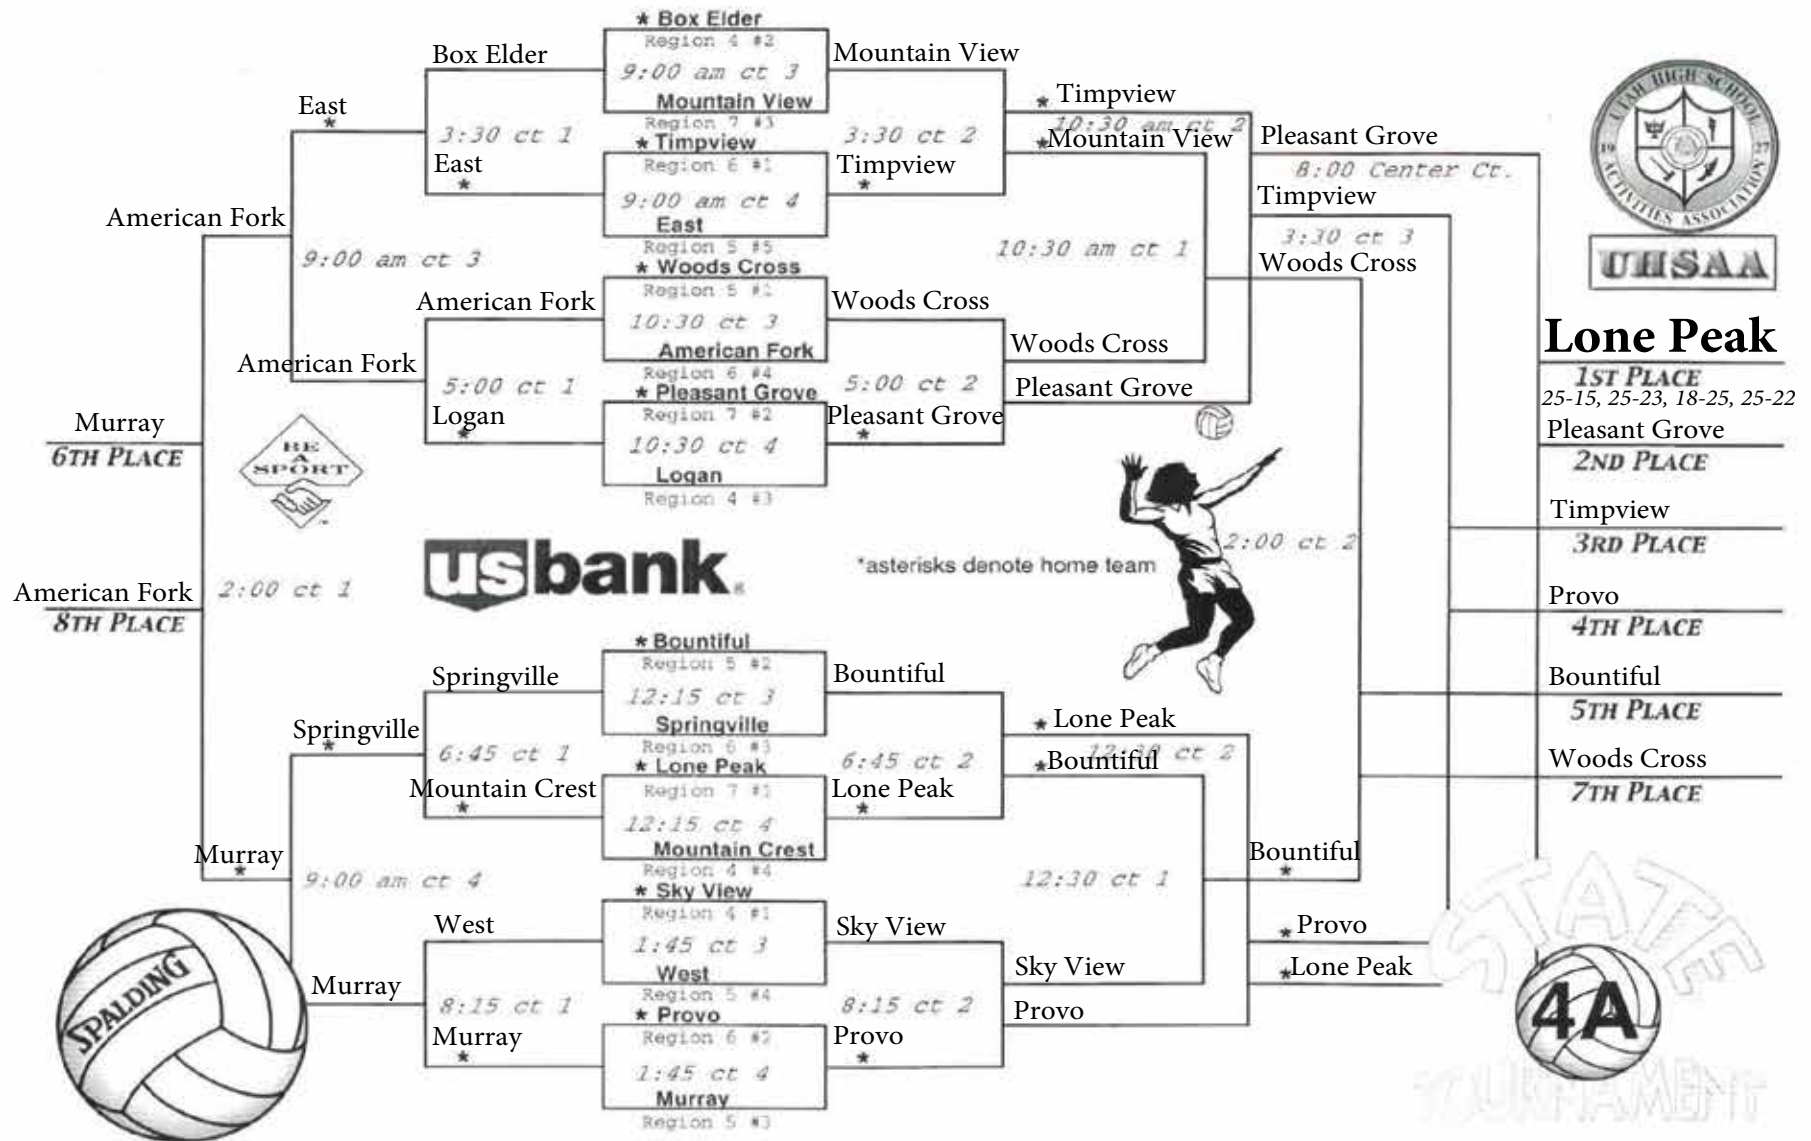 * Box Elder
Region 4 #2
9:00 am ct 3
Mountain View
Region 7 #3
* Timpview
Region 6 #1
9:00 am ct 4
East
Region 5 #5
* Woods Cross
Region 5 #1
10:30 ct 3
American Fork
Region 6 #4
* Pleasant Grove
Region 7 #2
10:30 ct 4
Logan
Region 4 #3
* Bountiful
Region 5 #2
12:15 ct 3
Springville
Region 6 #3
* Lone Peak
Region 7 #1
12:15 ct 4
Mountain Crest
Region 4 #4
* Sky View
Region 4 #1
1:45 ct 3
West
Region 5 #4
* Provo
Region 6 #2
1:45 ct 4
Murray
Region 5 #3
Box Elder
3:30 ct 1
East
*
American Fork
5:00 ct 1
Logan
*
Springville
6:45 ct 1
Mountain Crest
*
West
8:15 ct 1
Murray
*
East
*
9:00 am ct 3
American Fork
Springville
*
9:00 am ct 4
Murray
American Fork
2:00 ct 1
Murray
*
Murray
6TH PLACE
American Fork
8TH PLACE
BE
A
SPORT
usbank
*asterisks denote home team
SPALDING
Mountain View
3:30 ct 2
Timpview
*
Woods Cross
5:00 ct 2
Pleasant Grove
*
Bountiful
6:45 ct 2
Lone Peak
*
Sky View
8:15 ct 2
Provo
*
* Timpview
10:30 am ct 2
*Mountain View
10:30 am ct 1
Woods Cross
Pleasant Grove
* Lone Peak
12:30 ct 2
*Bountiful
12:30 ct 1
Sky View
Provo
Pleasant Grove
8:00 Center Ct.
Timpview
3:30 ct 3
Woods Cross
2:00 ct 2
Bountiful
*
* Provo
*Lone Peak
UTAH HIGH SCHOOL
19 27
ACTIVITIES ASSOCIATION
UHSAA
Lone Peak
1ST PLACE
25-15, 25-23, 18-25, 25-22
Pleasant Grove
2ND PLACE
Timpview
3RD PLACE
Provo
4TH PLACE
Bountiful
5TH PLACE
Woods Cross
7TH PLACE
STATE
4A
TOURNAMENT